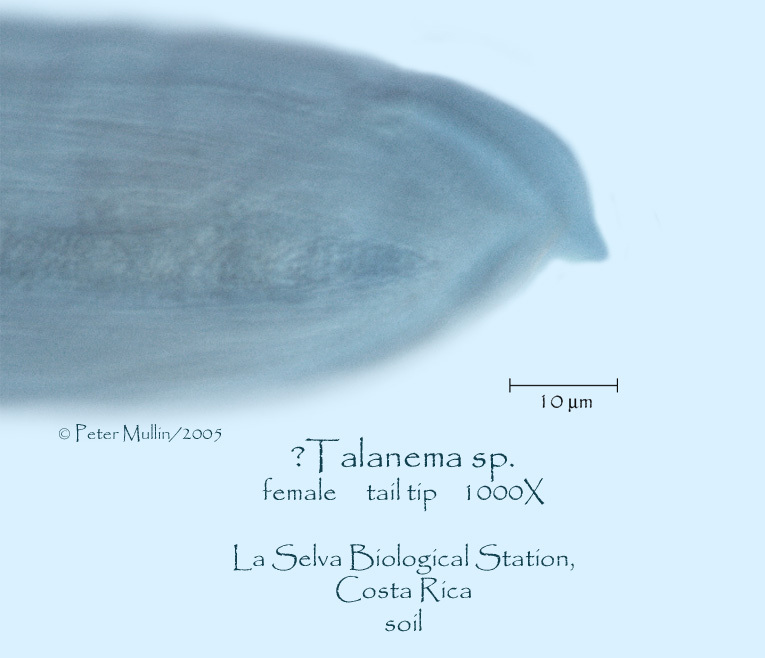 10 µm
© Peter Mullin/2005
?Talanema sp.
female tail tip 1000X
La Selva Biological Station,
Costa Rica
soil